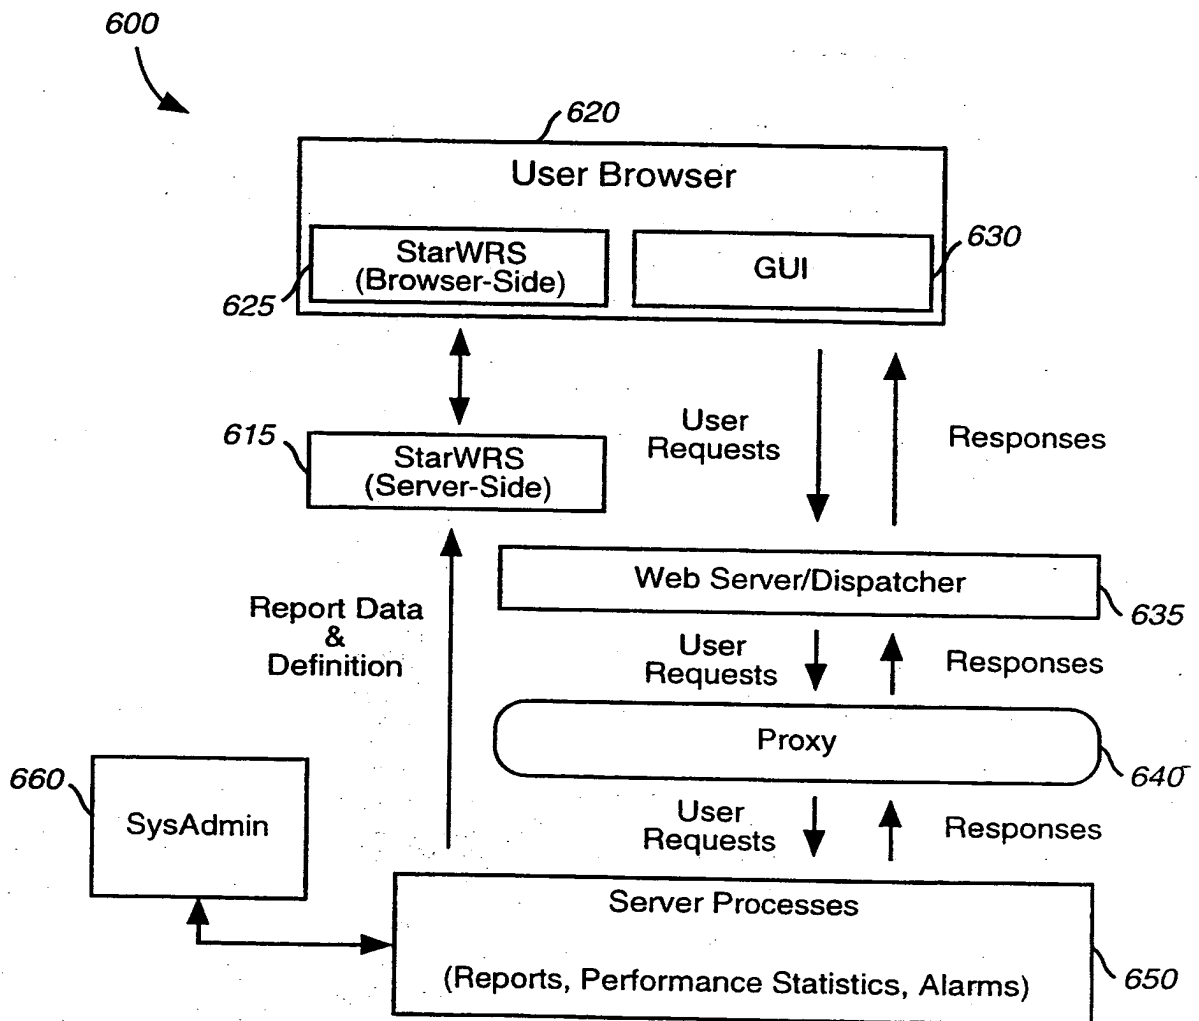 600
620
User Browser
StarWRS
(Browser-Side)
GUI
630
625
615
StarWRS
(Server-Side)
User
Requests
Responses
Web Server/Dispatcher
635
Report Data
&
Definition
User
Requests
Responses
Proxy
640
660
SysAdmin
User
Requests
Responses
Server Processes
(Reports, Performance Statistics, Alarms)
650